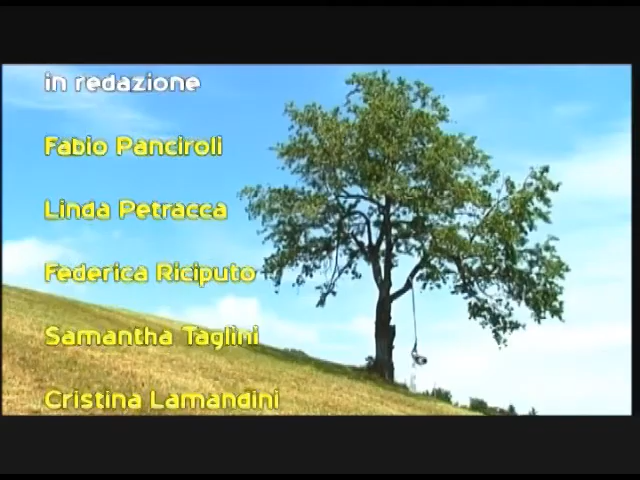 in redazione
Fabio Panciroli
Linda Petracca
Federica Riciputo
Samantha Taglini
Cristina Lamandini